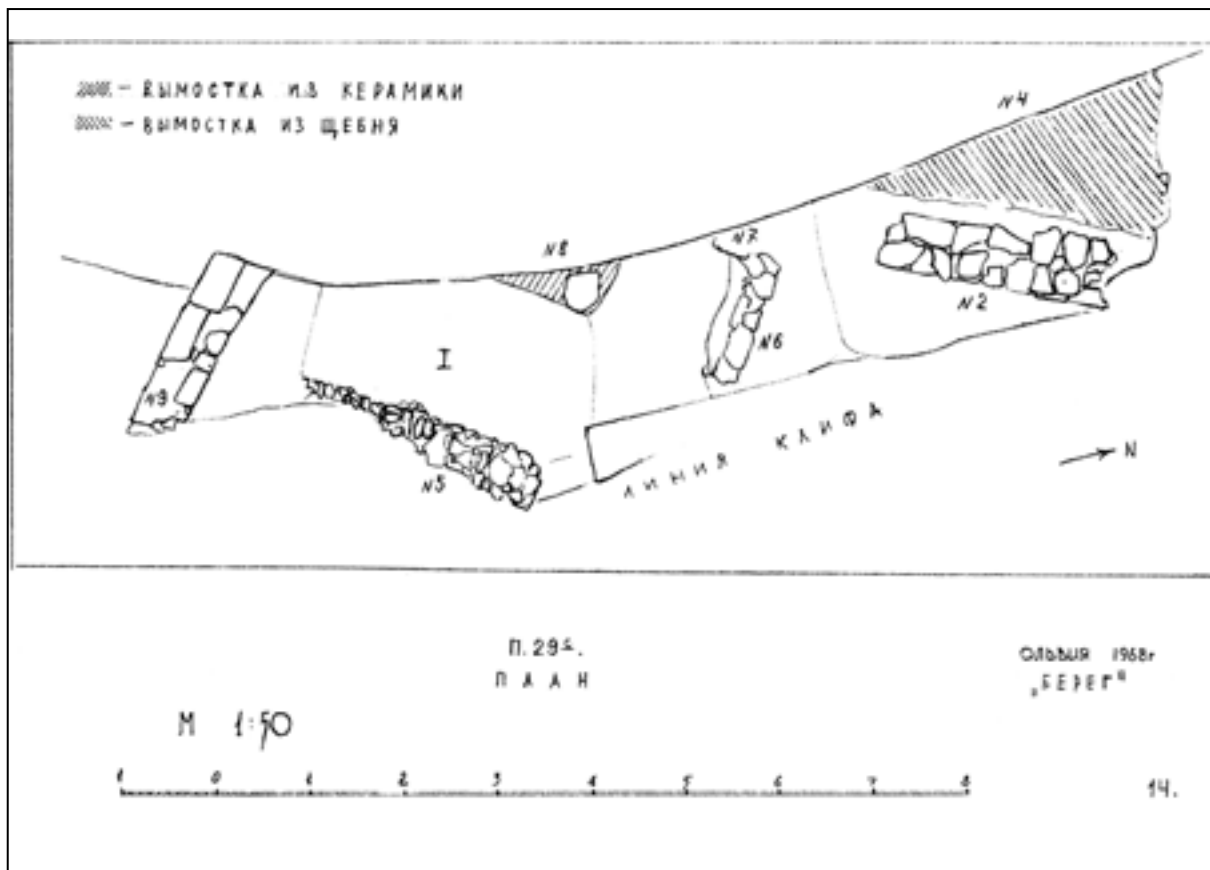 – ВЫМОСТКА ИЗ КЕРАМИКИ
– ВЫМОСТКА ИЗ ЩЕБНЯ
N4
N8
N7
N2
N6
I
N9
N5
ЛИНИЯ КЛИФА
N
П. 29
ПЛАН
ОЛЬВИЯ 1968г
„БЕРЕГ"
М 1:50
1 0 1 2 3 4 5 6 7 8
14.